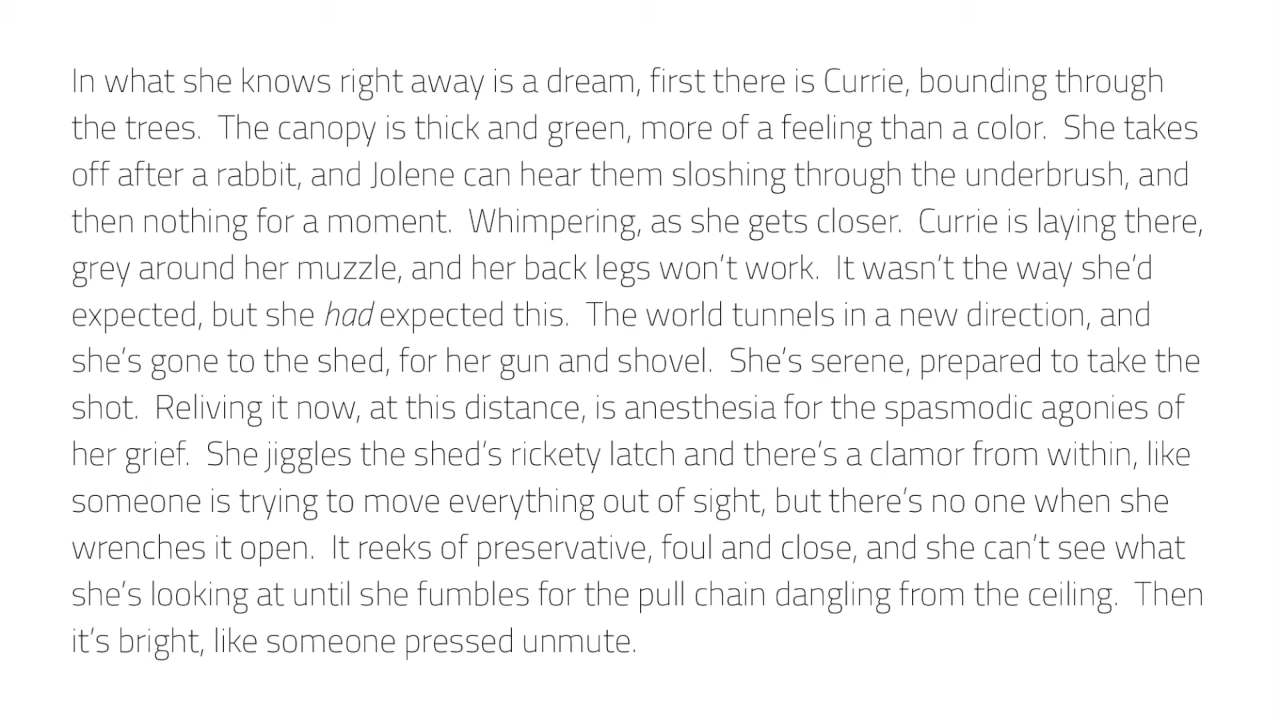 In what she knows right away is a dream, first there is Currie, bounding through
the trees.  The canopy is thick and green, more of a feeling than a color.  She takes
off after a rabbit, and Jolene can hear them sloshing through the underbrush, and
then nothing for a moment.  Whimpering, as she gets closer.  Currie is laying there,
grey around her muzzle, and her back legs won’t work.  It wasn’t the way she’d
expected, but she had expected this.  The world tunnels in a new direction, and
she’s gone to the shed, for her gun and shovel.  She’s serene, prepared to take the
shot.  Reliving it now, at this distance, is anesthesia for the spasmodic agonies of
her grief.  She jiggles the shed’s rickety latch and there’s a clamor from within, like
someone is trying to move everything out of sight, but there’s no one when she
wrenches it open.  It reeks of preservative, foul and close, and she can’t see what
she’s looking at until she fumbles for the pull chain dangling from the ceiling.  Then
it’s bright, like someone pressed unmute.